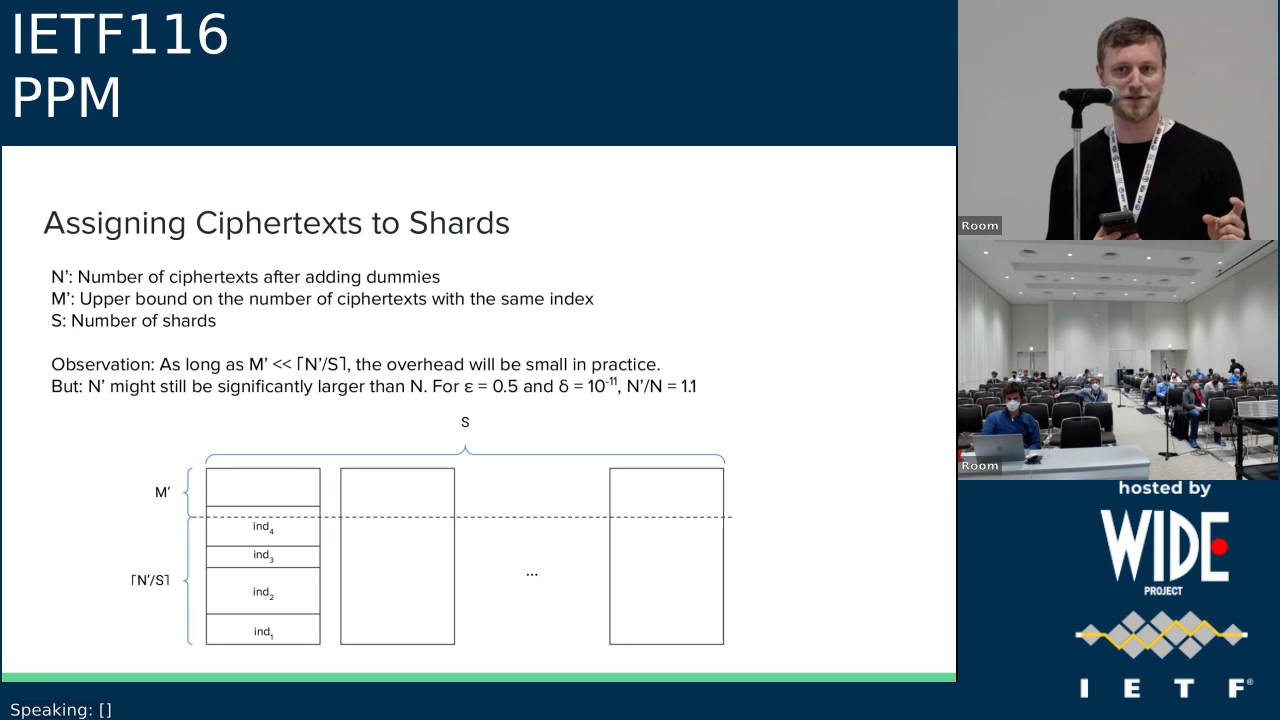 IETF116
PPM
Assigning Ciphertexts to Shards
N’: Number of ciphertexts after adding dummies
M’: Upper bound on the number of ciphertexts with the same index
S: Number of shards
Observation: As long as M’ << ⌈N’/S⌉, the overhead will be small in practice.
But: N’ might still be significantly larger than N. For ε = 0.5 and δ = 10⁻¹¹, N’/N = 1.1
S
M’
ind₄
ind₃
⌈N’/S⌉
ind₂
...
ind₁
Room
Room
hosted by
WIDE
PROJECT
I E T F®
Speaking: []